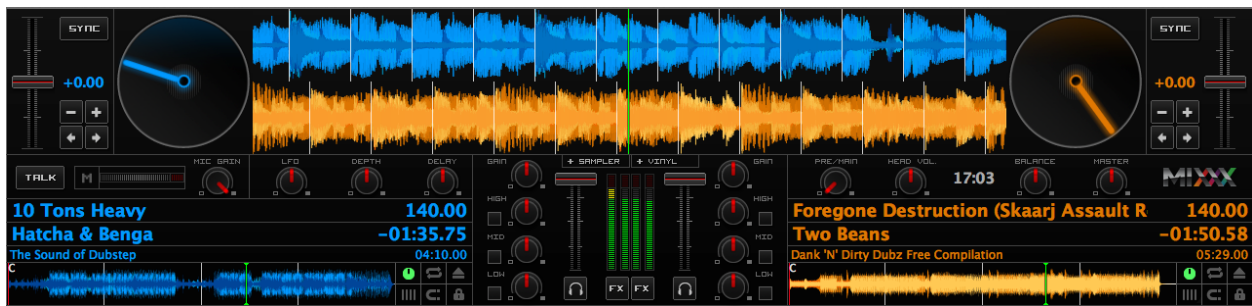 SYNC
SYNC
+0.00
+0.00
MIC GAIN
LFO
DEPTH
DELAY
GAIN
+ SAMPLER
+ VINYL
GAIN
PRE/MAIN
HEAD VOL.
BALANCE
MASTER
TALK
M
17:03
MIXXX
HIGH
HIGH
MID
MID
LOW
LOW
10 Tons Heavy
140.00
Hatcha & Benga
-01:35.75
The Sound of Dubstep
04:10.00
C
FX
FX
Foregone Destruction (Skaarj Assault R
140.00
Two Beans
-01:50.58
Dank 'N' Dirty Dubz Free Compilation
05:29.00
C